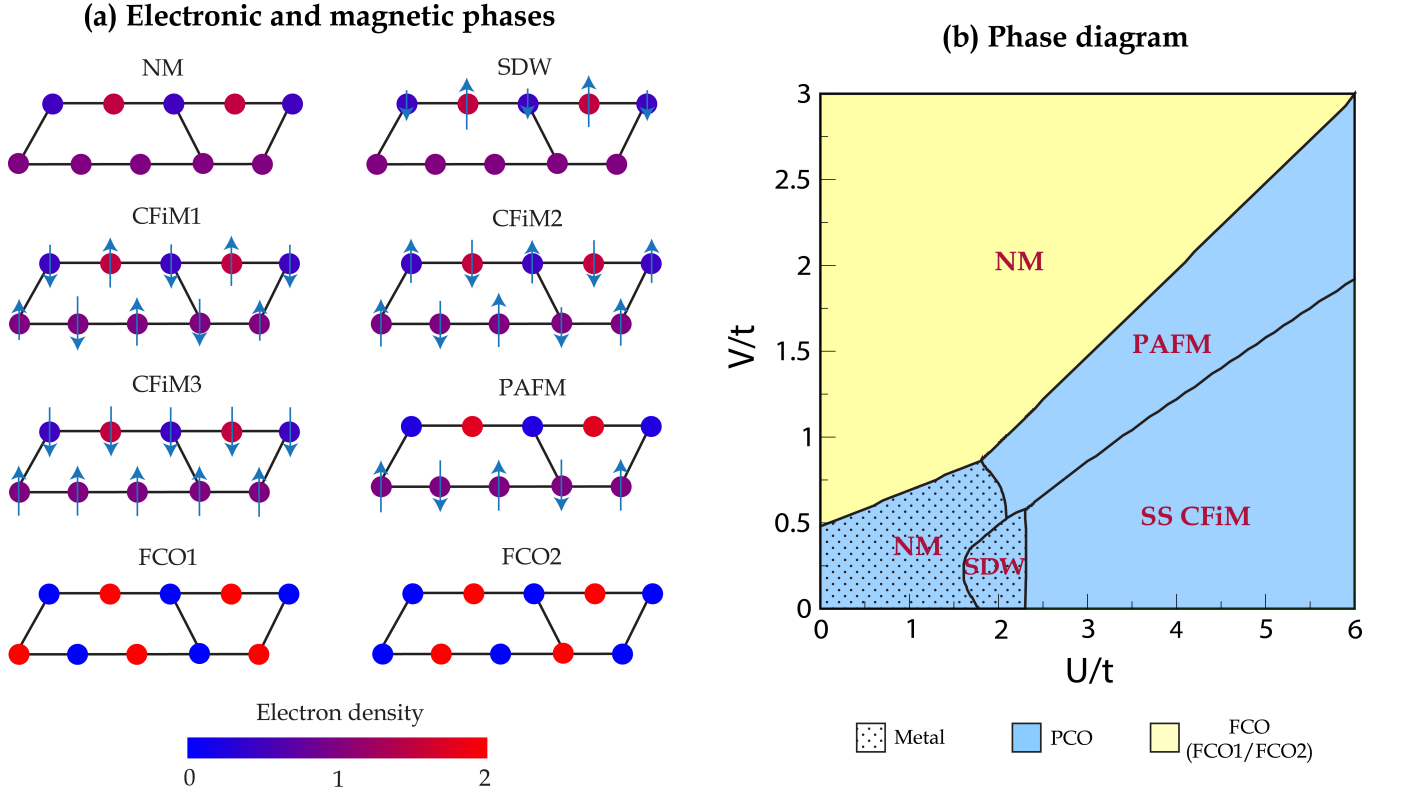 (a) Electronic and magnetic phases
NM
SDW
CFiM1
CFiM2
CFiM3
PAFM
FCO1
FCO2
Electron density
0
1
2
(b) Phase diagram
3
2.5
2
1.5
1
0.5
0
V/t
NM
PAFM
SS CFiM
NM
SDW
0 1 2 3 4 5 6
U/t
Metal
PCO
FCO
(FCO1/FCO2)